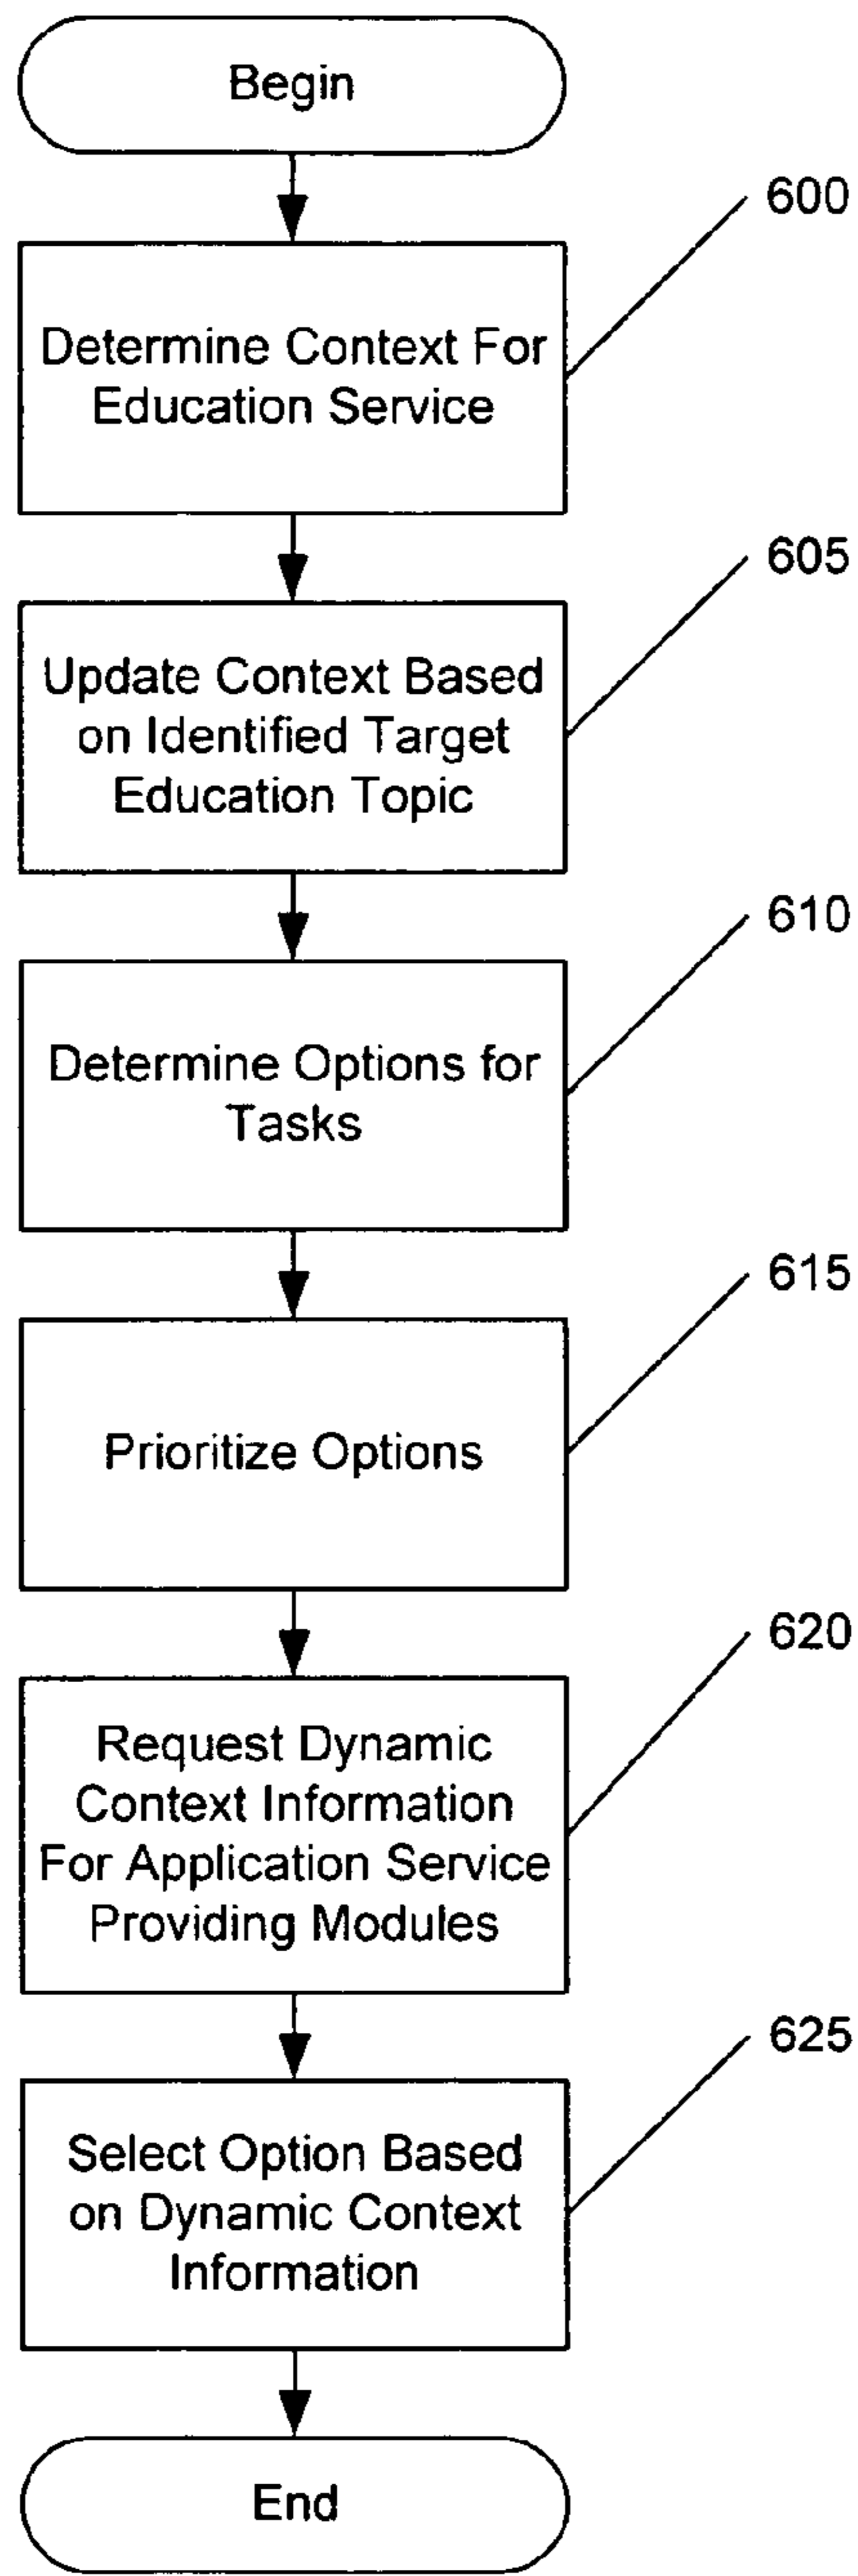 Begin
600
Determine Context For
Education Service
605
Update Context Based
on Identified Target
Education Topic
610
Determine Options for
Tasks
615
Prioritize Options
620
Request Dynamic
Context Information
For Application Service
Providing Modules
625
Select Option Based
on Dynamic Context
Information
End